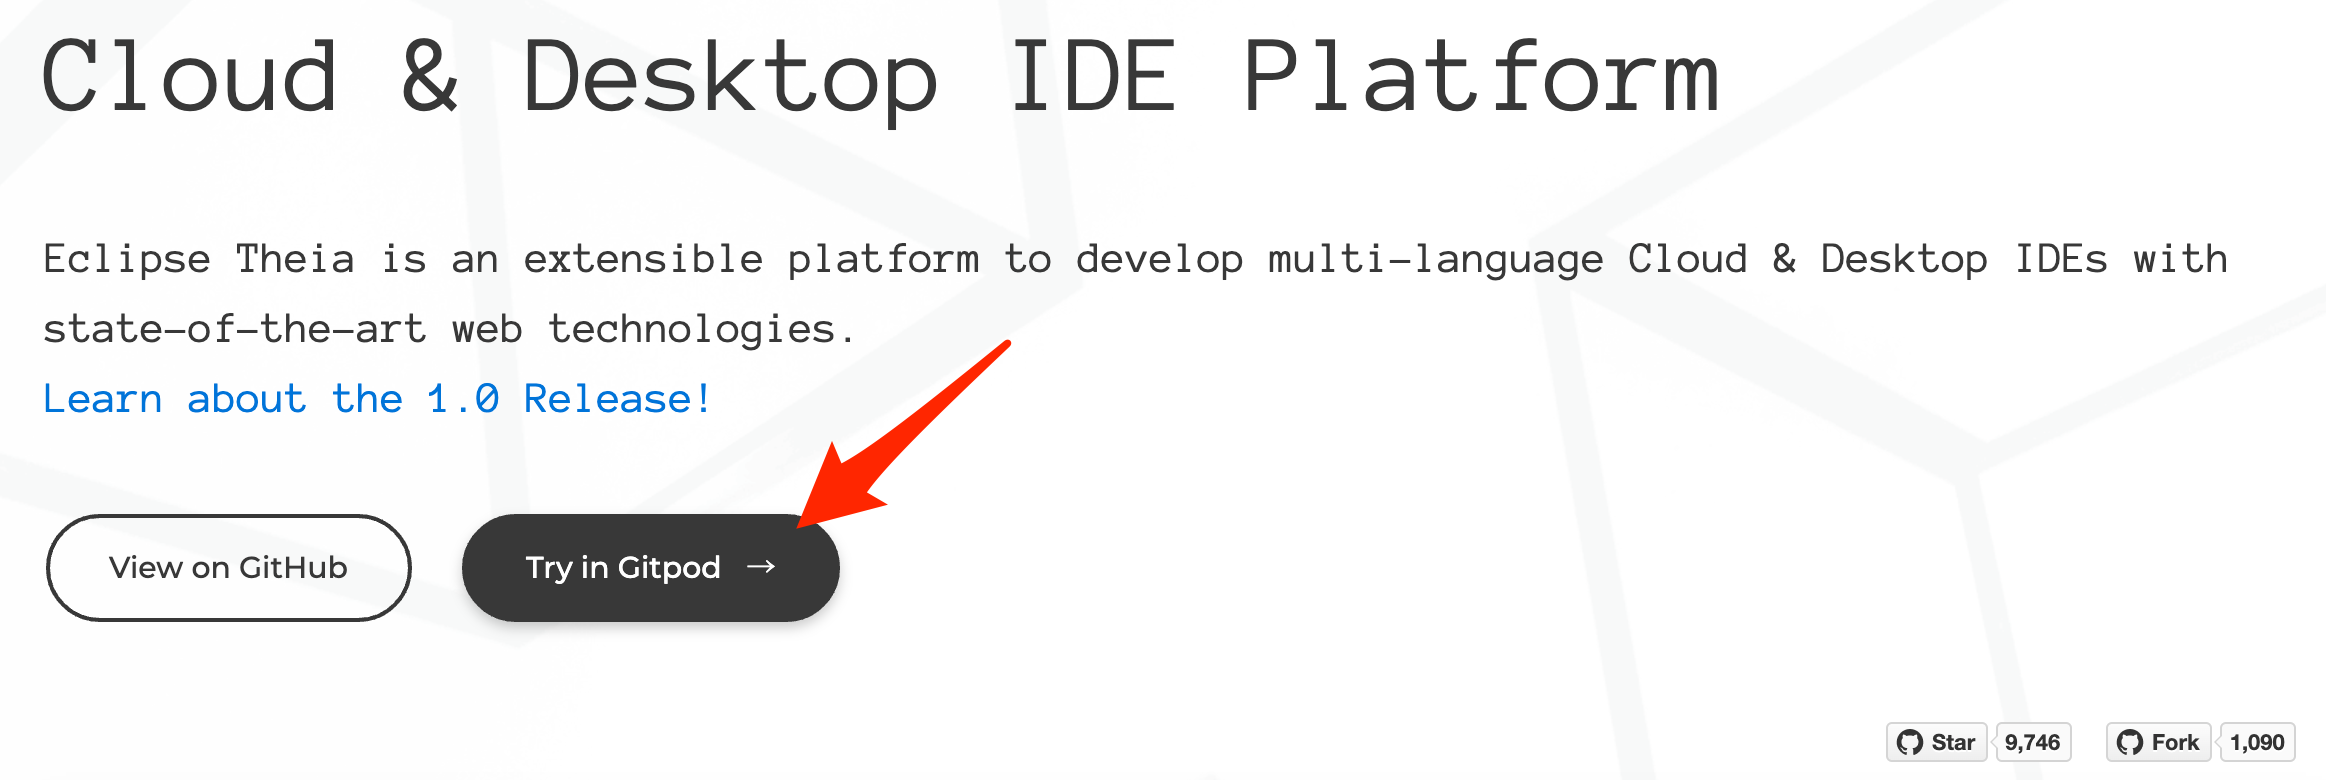 Cloud & Desktop IDE Platform
Eclipse Theia is an extensible platform to develop multi-language Cloud & Desktop IDEs with
state-of-the-art web technologies.
Learn about the 1.0 Release!
View on GitHub
Try in Gitpod →
Star 9,746
Fork 1,090